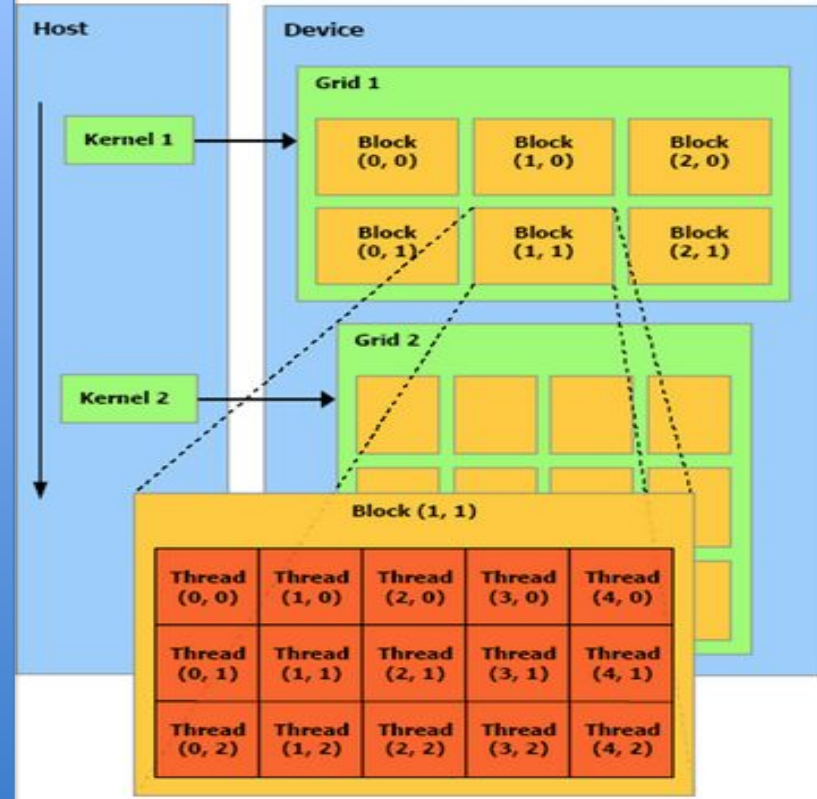 Host
Device
Grid 1
Kernel 1
Block
(0, 0)
Block
(1, 0)
Block
(2, 0)
Block
(0, 1)
Block
(1, 1)
Block
(2, 1)
Grid 2
Kernel 2
Block (1, 1)
Thread
(0, 0)
Thread
(1, 0)
Thread
(2, 0)
Thread
(3, 0)
Thread
(4, 0)
Thread
(0, 1)
Thread
(1, 1)
Thread
(2, 1)
Thread
(3, 1)
Thread
(4, 1)
Thread
(0, 2)
Thread
(1, 2)
Thread
(2, 2)
Thread
(3, 2)
Thread
(4, 2)